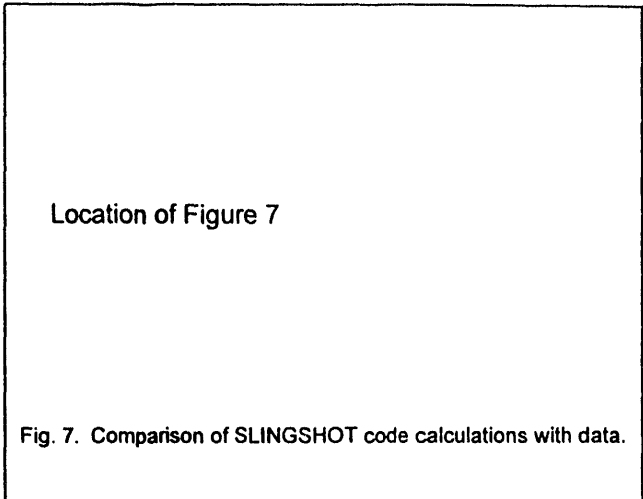 Location of Figure 7
Fig. 7. Comparison of SLINGSHOT code calculations with data.